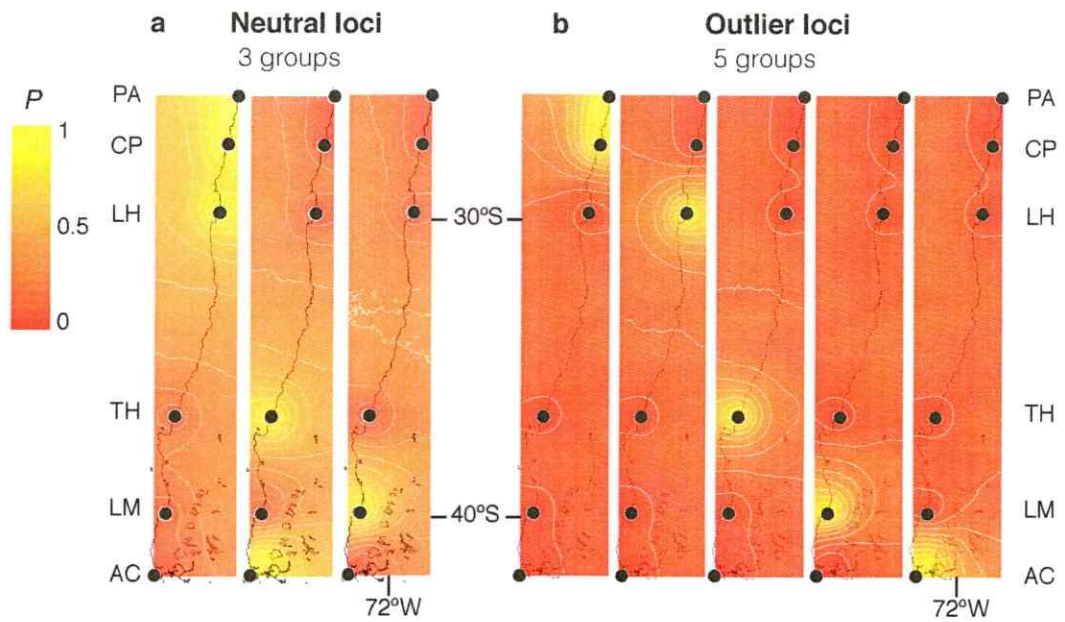 a Neutral loci
3 groups
b Outlier loci
5 groups
P
1
0.5
0
PA
CP
LH
TH
LM
AC
30ºS
40ºS
72ºW
PA
CP
LH
TH
LM
AC
72ºW